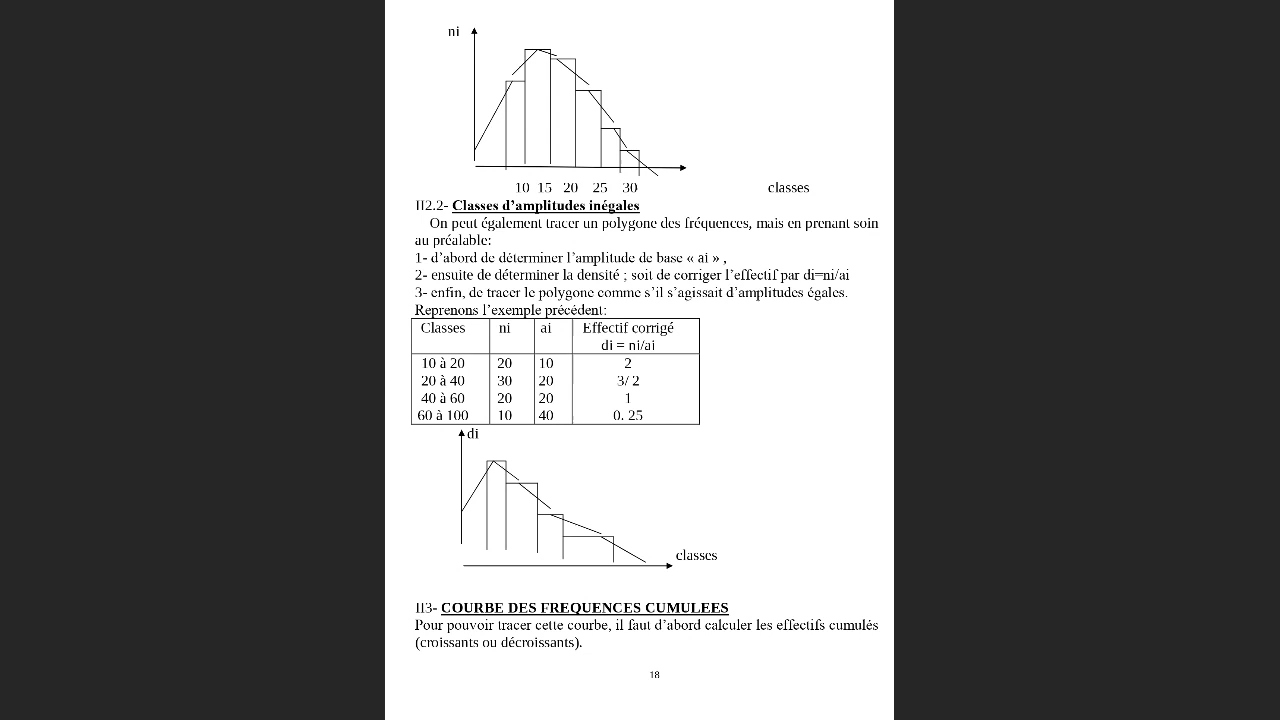 ni
10 15 20 25 30 classes
II2.2- Classes d’amplitudes inégales
On peut également tracer un polygone des fréquences, mais en prenant soin
au préalable:
1- d’abord de déterminer l’amplitude de base « ai » ,
2- ensuite de déterminer la densité ; soit de corriger l’effectif par di=ni/ai
3- enfin, de tracer le polygone comme s’il s’agissait d’amplitudes égales.
Reprenons l’exemple précédent:
Classes ni ai Effectif corrigé
di = ni/ai
10 à 20 20 10 2
20 à 40 30 20 3/ 2
40 à 60 20 20 1
60 à 100 10 40 0. 25
di
classes
II3- COURBE DES FREQUENCES CUMULEES
Pour pouvoir tracer cette courbe, il faut d’abord calculer les effectifs cumulés
(croissants ou décroissants).
18